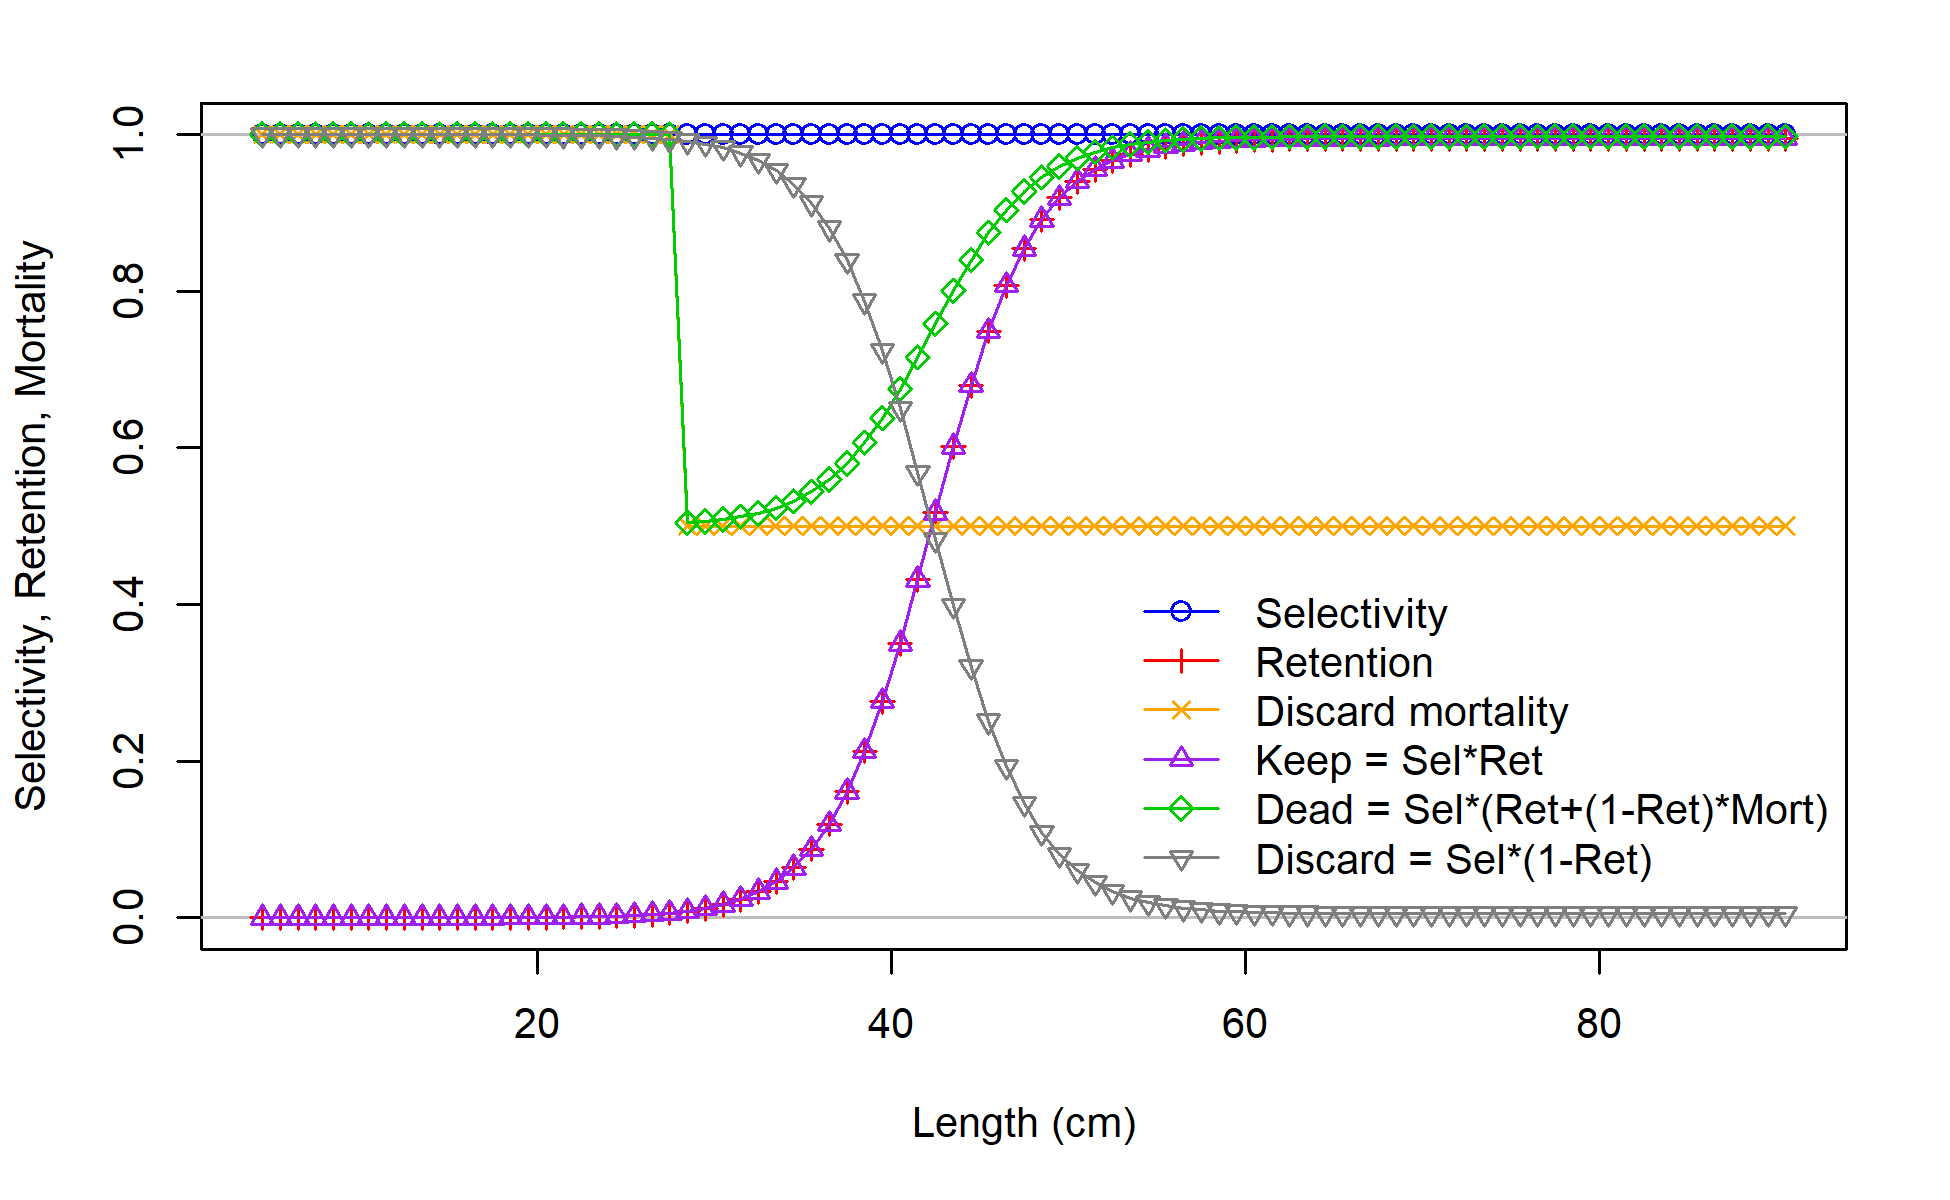 Selectivity, Retention, Mortality
1.0
0.8
0.6
0.4
0.2
0.0
Selectivity
Retention
Discard mortality
Keep = Sel*Ret
Dead = Sel*(Ret+(1-Ret)*Mort)
Discard = Sel*(1-Ret)
20 40 60 80
Length (cm)